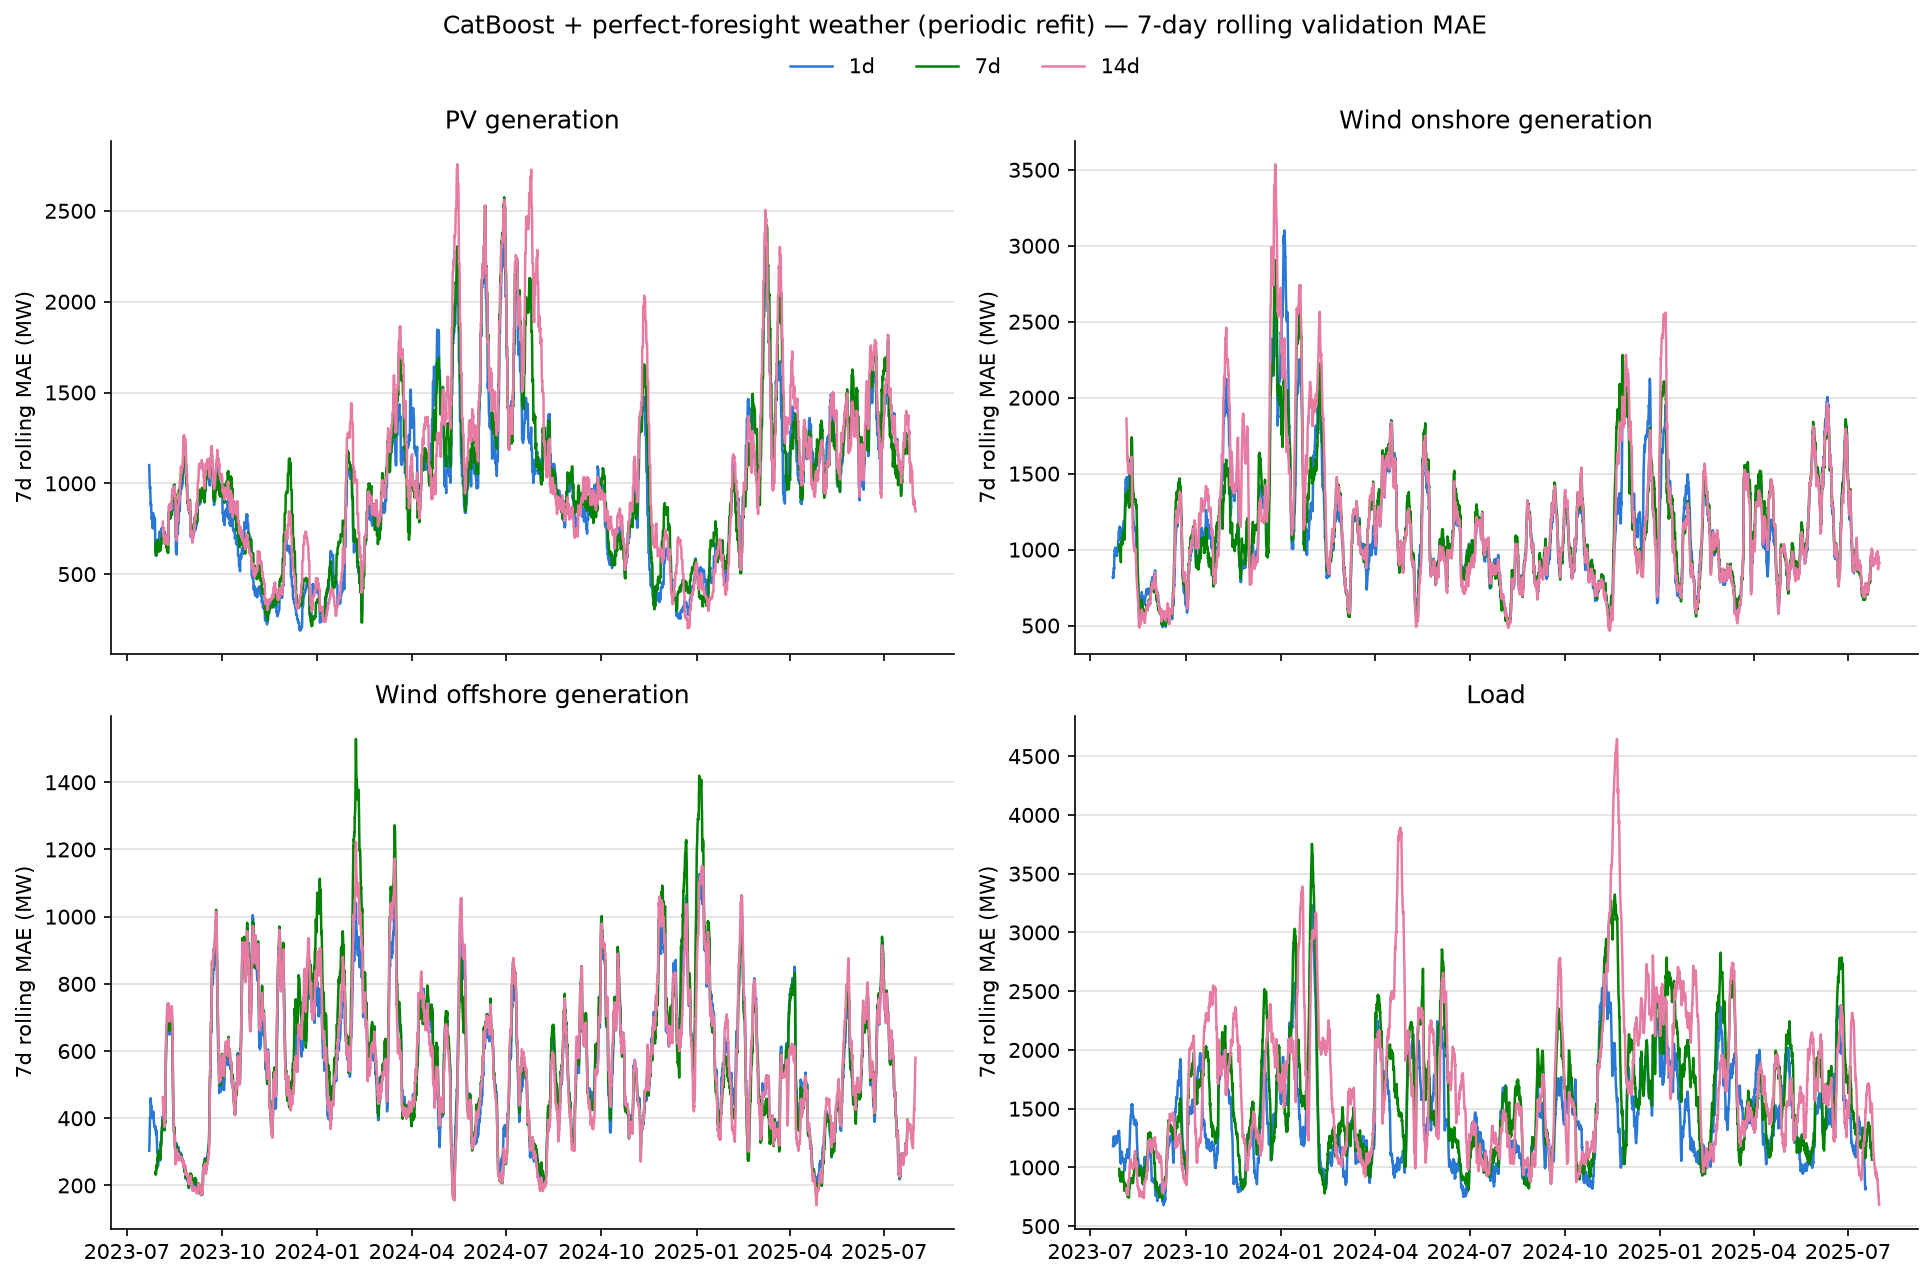 CatBoost + perfect-foresight weather (periodic refit) — 7-day rolling validation MAE
1d 7d 14d
PV generation
7d rolling MAE (MW)
2500
2000
1500
1000
500
Wind onshore generation
7d rolling MAE (MW)
3500
3000
2500
2000
1500
1000
500
Wind offshore generation
7d rolling MAE (MW)
1400
1200
1000
800
600
400
200
2023-07 2023-10 2024-01 2024-04 2024-07 2024-10 2025-01 2025-04 2025-07
Load
7d rolling MAE (MW)
4500
4000
3500
3000
2500
2000
1500
1000
500
2023-07 2023-10 2024-01 2024-04 2024-07 2024-10 2025-01 2025-04 2025-07